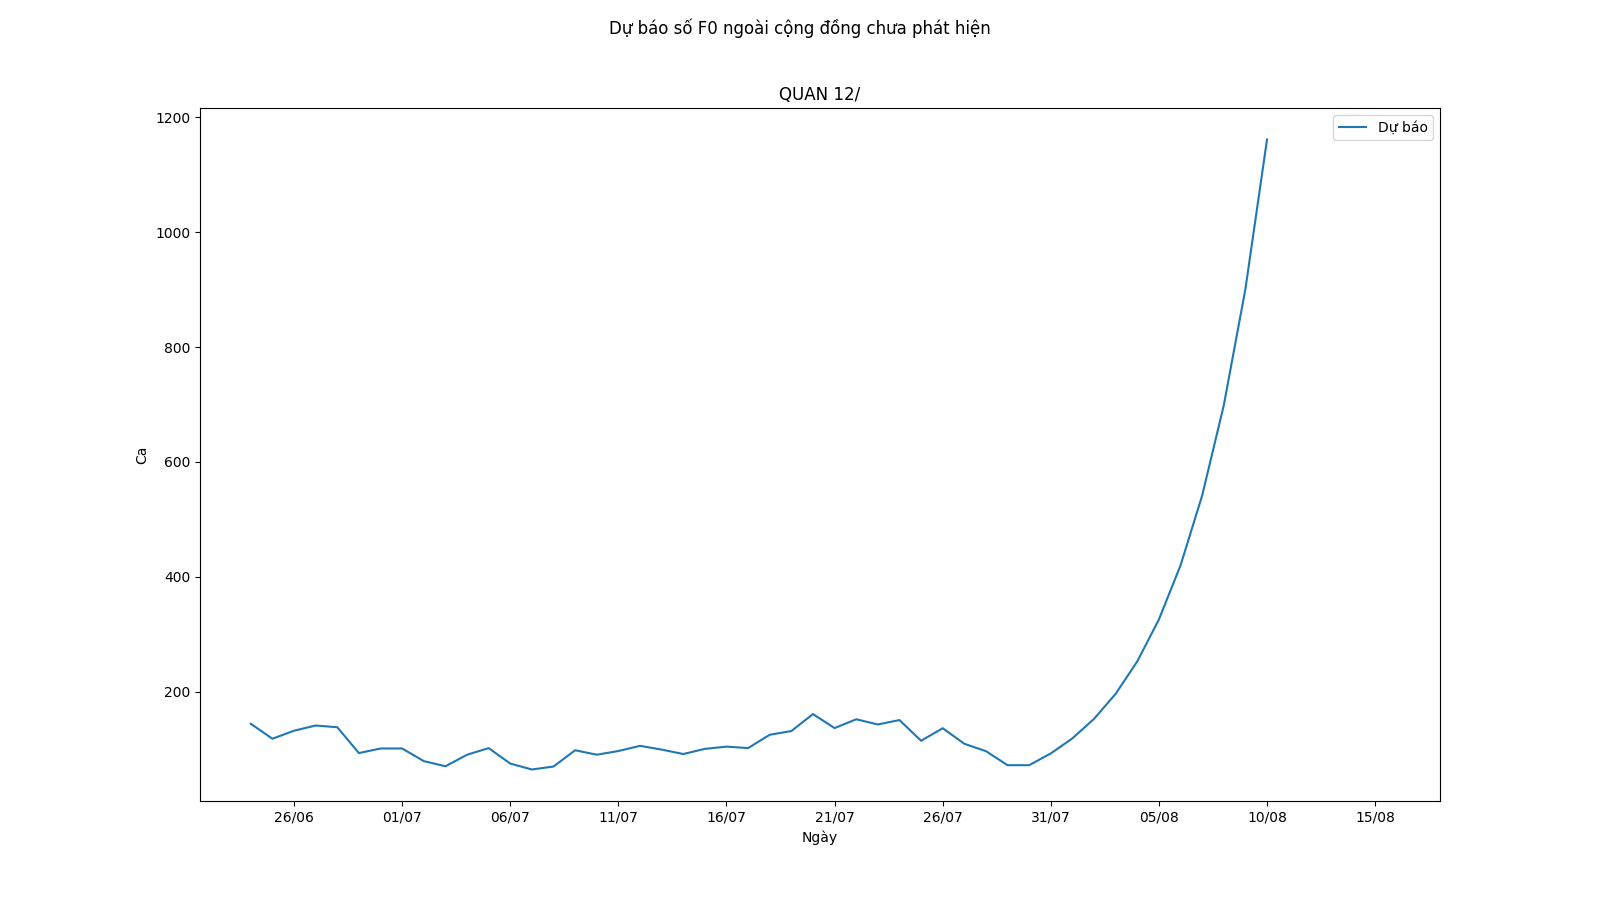 Dự báo số F0 ngoài cộng đồng chưa phát hiện
QUAN 12/
Dự báo
1200
1000
800
600
400
200
Ca
26/06 01/07 06/07 11/07 16/07 21/07 26/07 31/07 05/08 10/08 15/08
Ngày